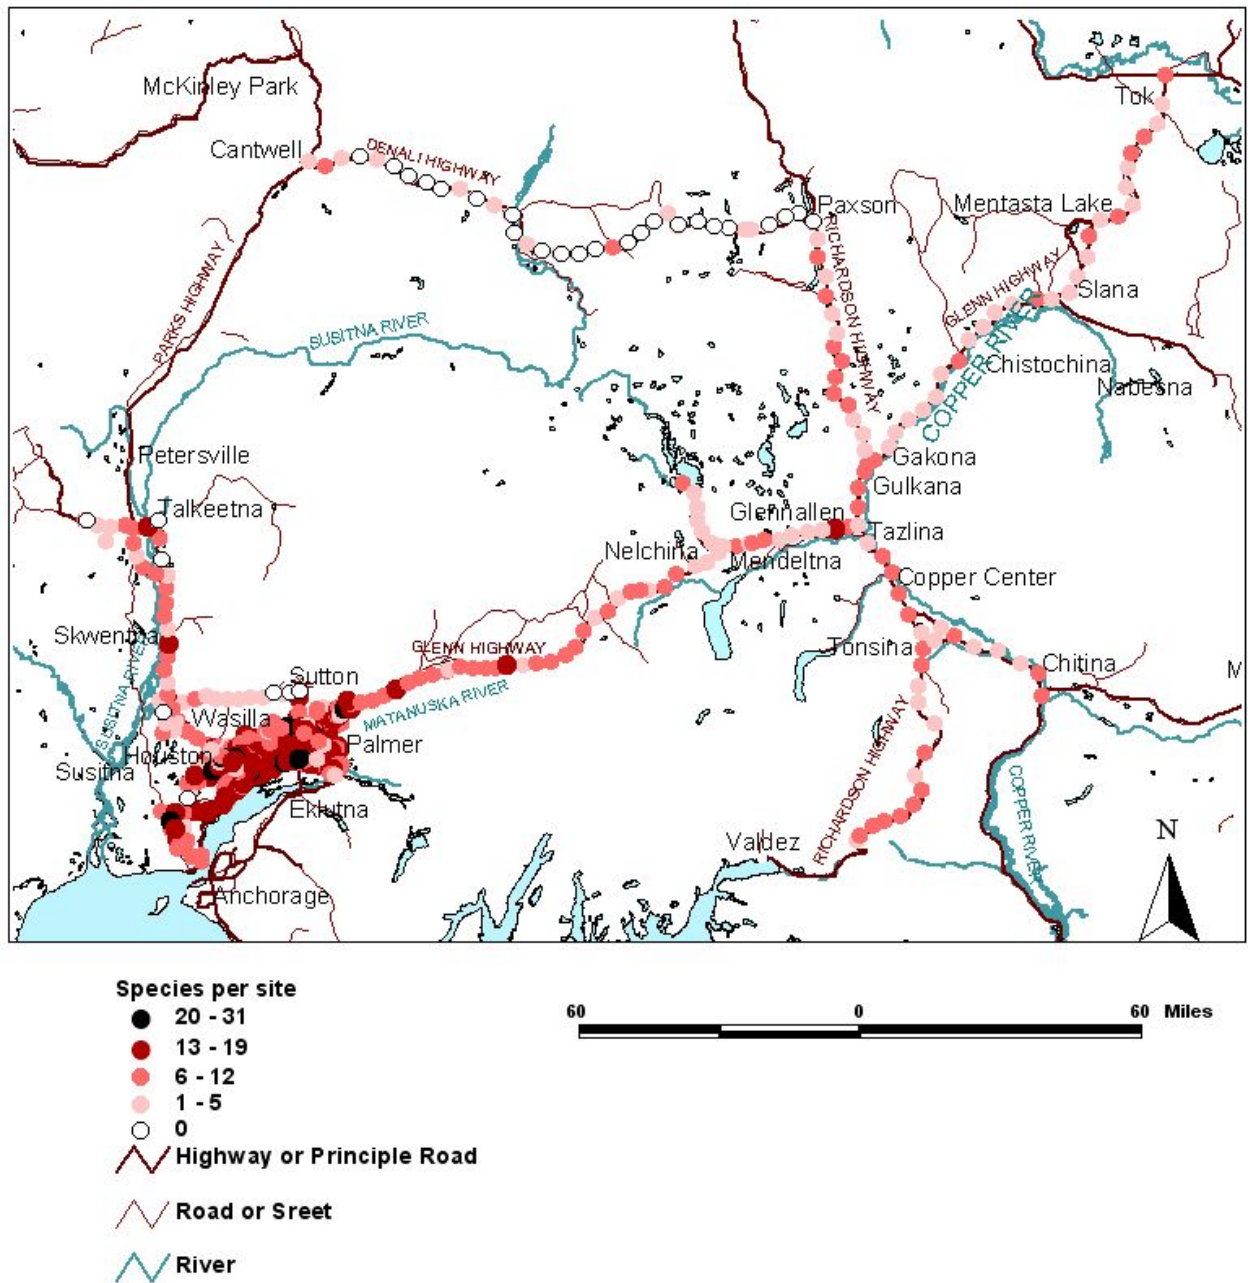 McKinley Park
Tok
Cantwell
DENALI HIGHWAY
Paxson
Mentasta Lake
RICHARDSON HIGHWAY
GLENN HIGHWAY
Slana
PARKS HIGHWAY
SUSITNA RIVER
COPPER RIVER
Chistochina
Nabesna
Petersville
Gakona
Gulkana
Talkeetna
Glennallen
Tazlina
Nelchina
Mendeltna
Copper Center
Skwentna
GLENN HIGHWAY
Tonsina
Chitina
Sutton
M
SUSITNA RIVER
MATANUSKA RIVER
Wasilla
Palmer
Houston
Susitna
RICHARDSON HIGHWAY
COPPER RIVER
Eklutna
Valdez
N
Anchorage
Species per site
20 - 31
13 - 19
6 - 12
1 - 5
0
Highway or Principle Road
Road or Sreet
River
60 0 60 Miles